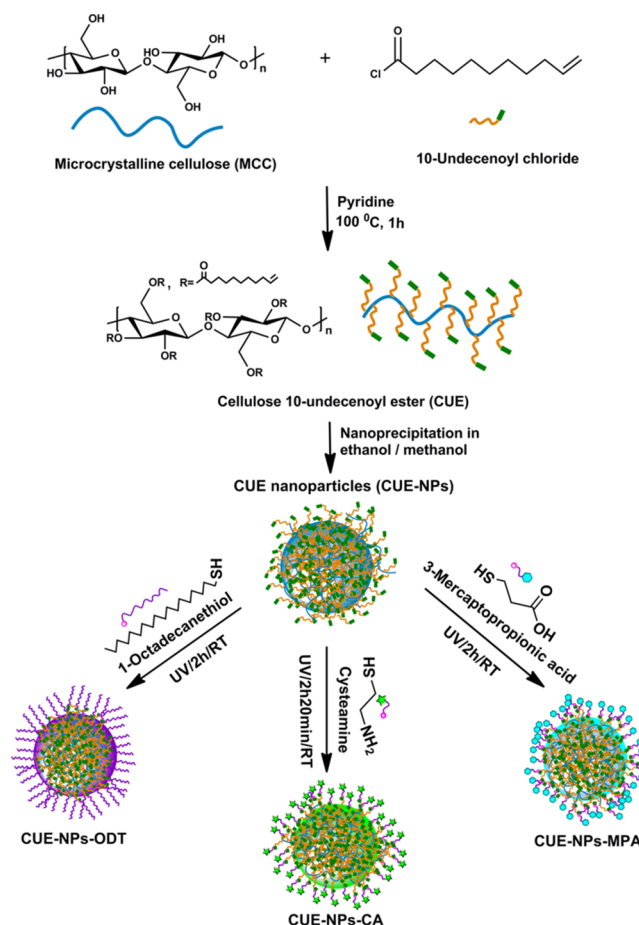 OH
OH
HO
OH
O
O
O
O
HO
OH
OH
n
+
O
Cl
Microcrystalline cellulose (MCC)
10-Undecenoyl chloride
Pyridine
100 ⁰C, 1h
OR ,
R=
O
OR
RO
O
O
O
O
RO
OR
OR
n
Cellulose 10-undecenoyl ester (CUE)
Nanoprecipitation in
ethanol / methanol
CUE nanoparticles (CUE-NPs)
SH
1-Octadecanethiol
UV/2h/RT
HS
NH2
Cysteamine
UV/2h20min/RT
HS
O
OH
3-Mercaptopropionic acid
UV/2h/RT
CUE-NPs-ODT
CUE-NPs-CA
CUE-NPs-MPA